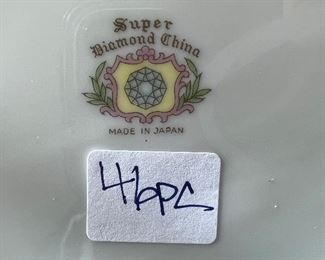 Super
Diamond China
MADE IN JAPAN
46pc